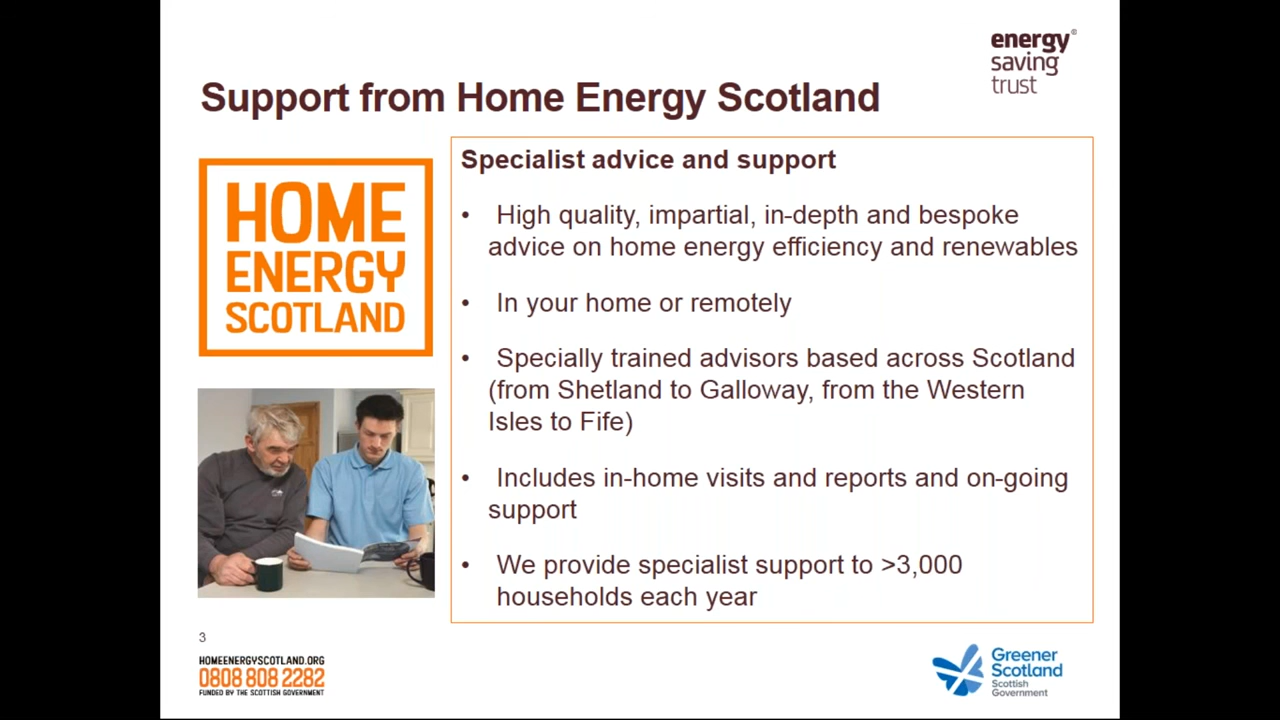 energy®
saving
trust
Support from Home Energy Scotland
HOME
ENERGY
SCOTLAND
Specialist advice and support
• High quality, impartial, in-depth and bespoke
advice on home energy efficiency and renewables
• In your home or remotely
• Specially trained advisors based across Scotland
(from Shetland to Galloway, from the Western
Isles to Fife)
• Includes in-home visits and reports and on-going
support
• We provide specialist support to >3,000
households each year
3
HOMEENERGYSCOTLAND.ORG
0808 808 2282
FUNDED BY THE SCOTTISH GOVERNMENT
Greener
Scotland
Scottish
Government